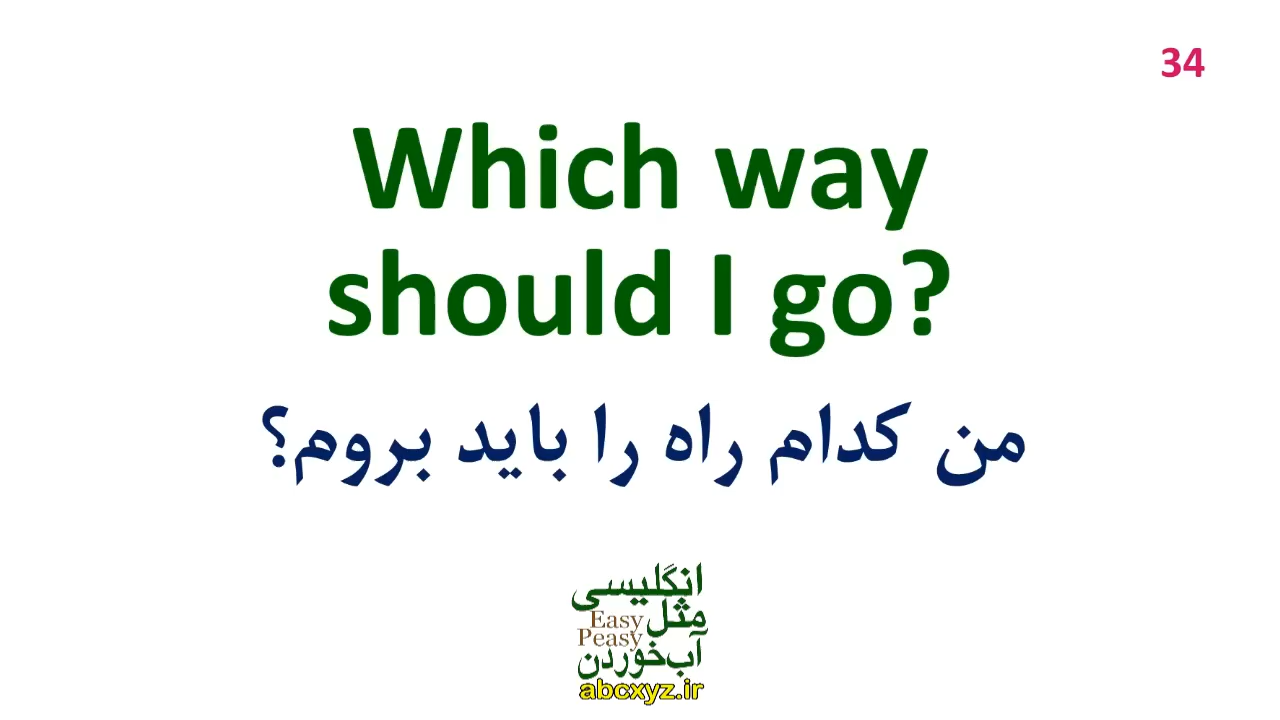 34
Which way
should I go?
من کدام راه را باید بروم؟
انگلیسی
مثل
Easy
Peasy
آب‌خوردن
abcxyz.ir